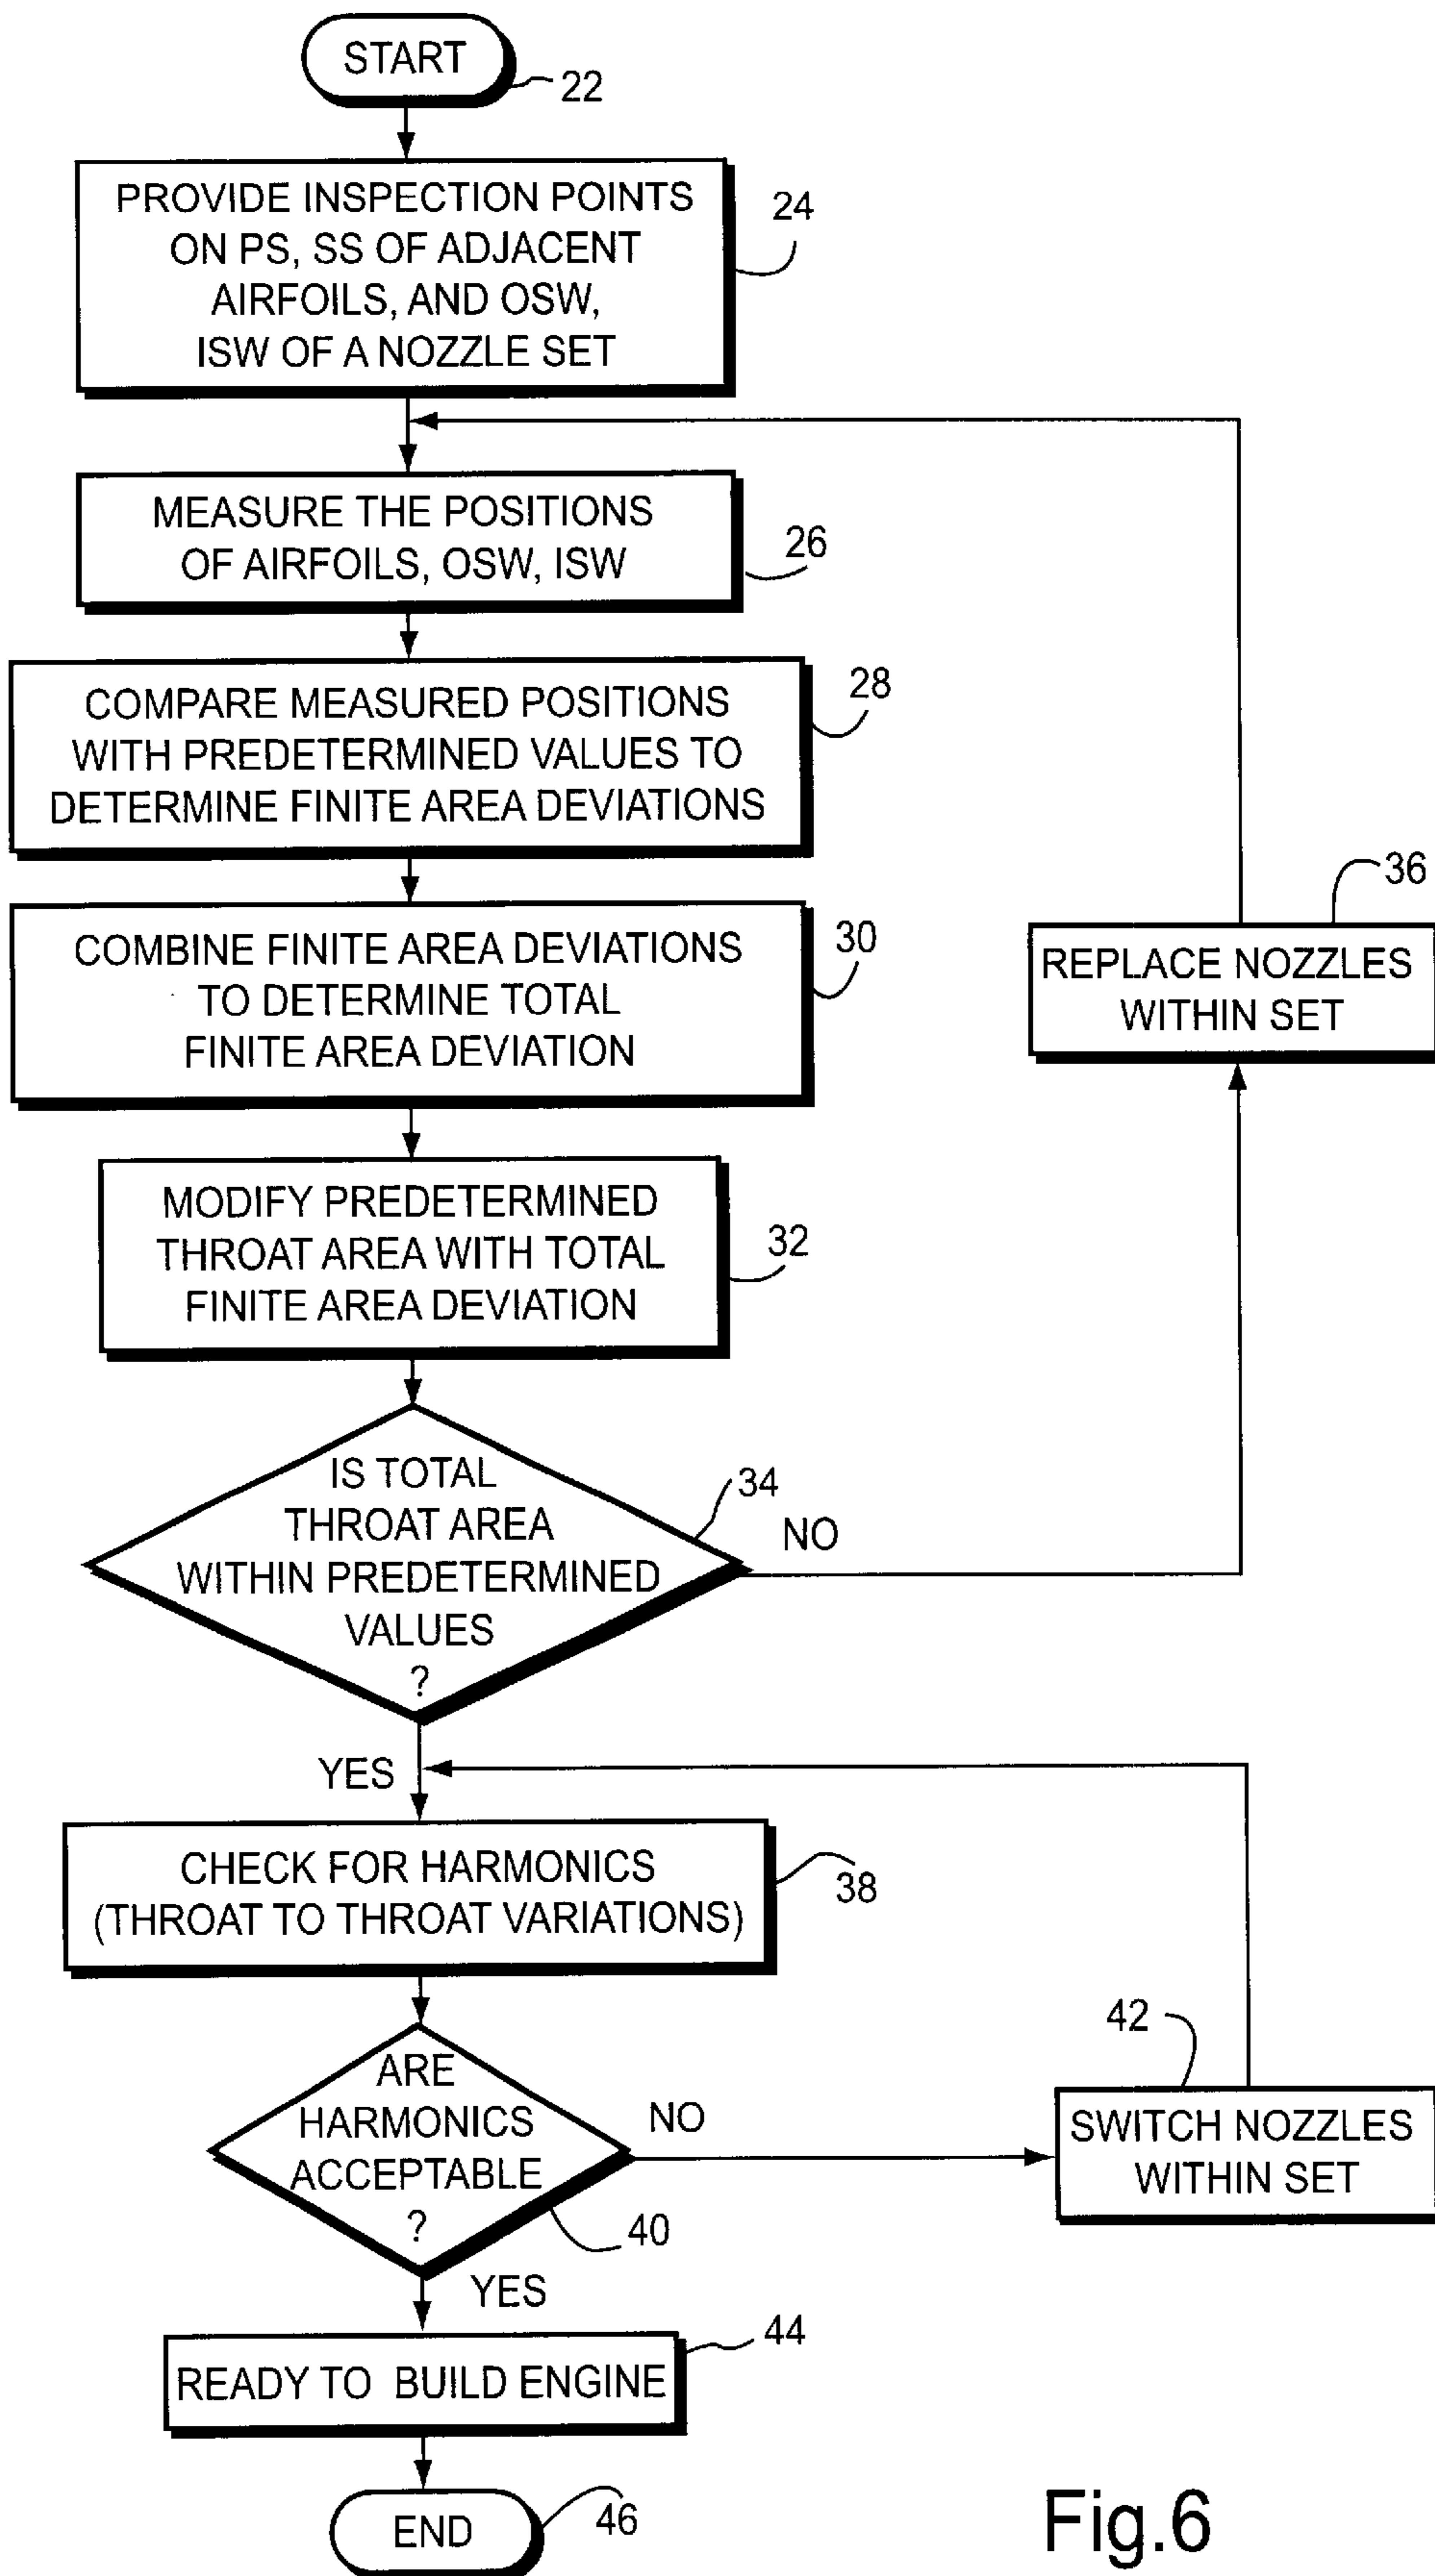 START
22
PROVIDE INSPECTION POINTS
ON PS, SS OF ADJACENT
AIRFOILS, AND OSW,
ISW OF A NOZZLE SET
24
MEASURE THE POSITIONS
OF AIRFOILS, OSW, ISW
26
COMPARE MEASURED POSITIONS
WITH PREDETERMINED VALUES TO
DETERMINE FINITE AREA DEVIATIONS
28
COMBINE FINITE AREA DEVIATIONS
TO DETERMINE TOTAL
FINITE AREA DEVIATION
30
REPLACE NOZZLES
WITHIN SET
36
MODIFY PREDETERMINED
THROAT AREA WITH TOTAL
FINITE AREA DEVIATION
32
IS TOTAL
THROAT AREA
WITHIN PREDETERMINED
VALUES
?
34
NO
YES
CHECK FOR HARMONICS
(THROAT TO THROAT VARIATIONS)
38
ARE
HARMONICS
ACCEPTABLE
?
40
NO
42
SWITCH NOZZLES
WITHIN SET
YES
READY TO BUILD ENGINE
44
END
46
Fig.6